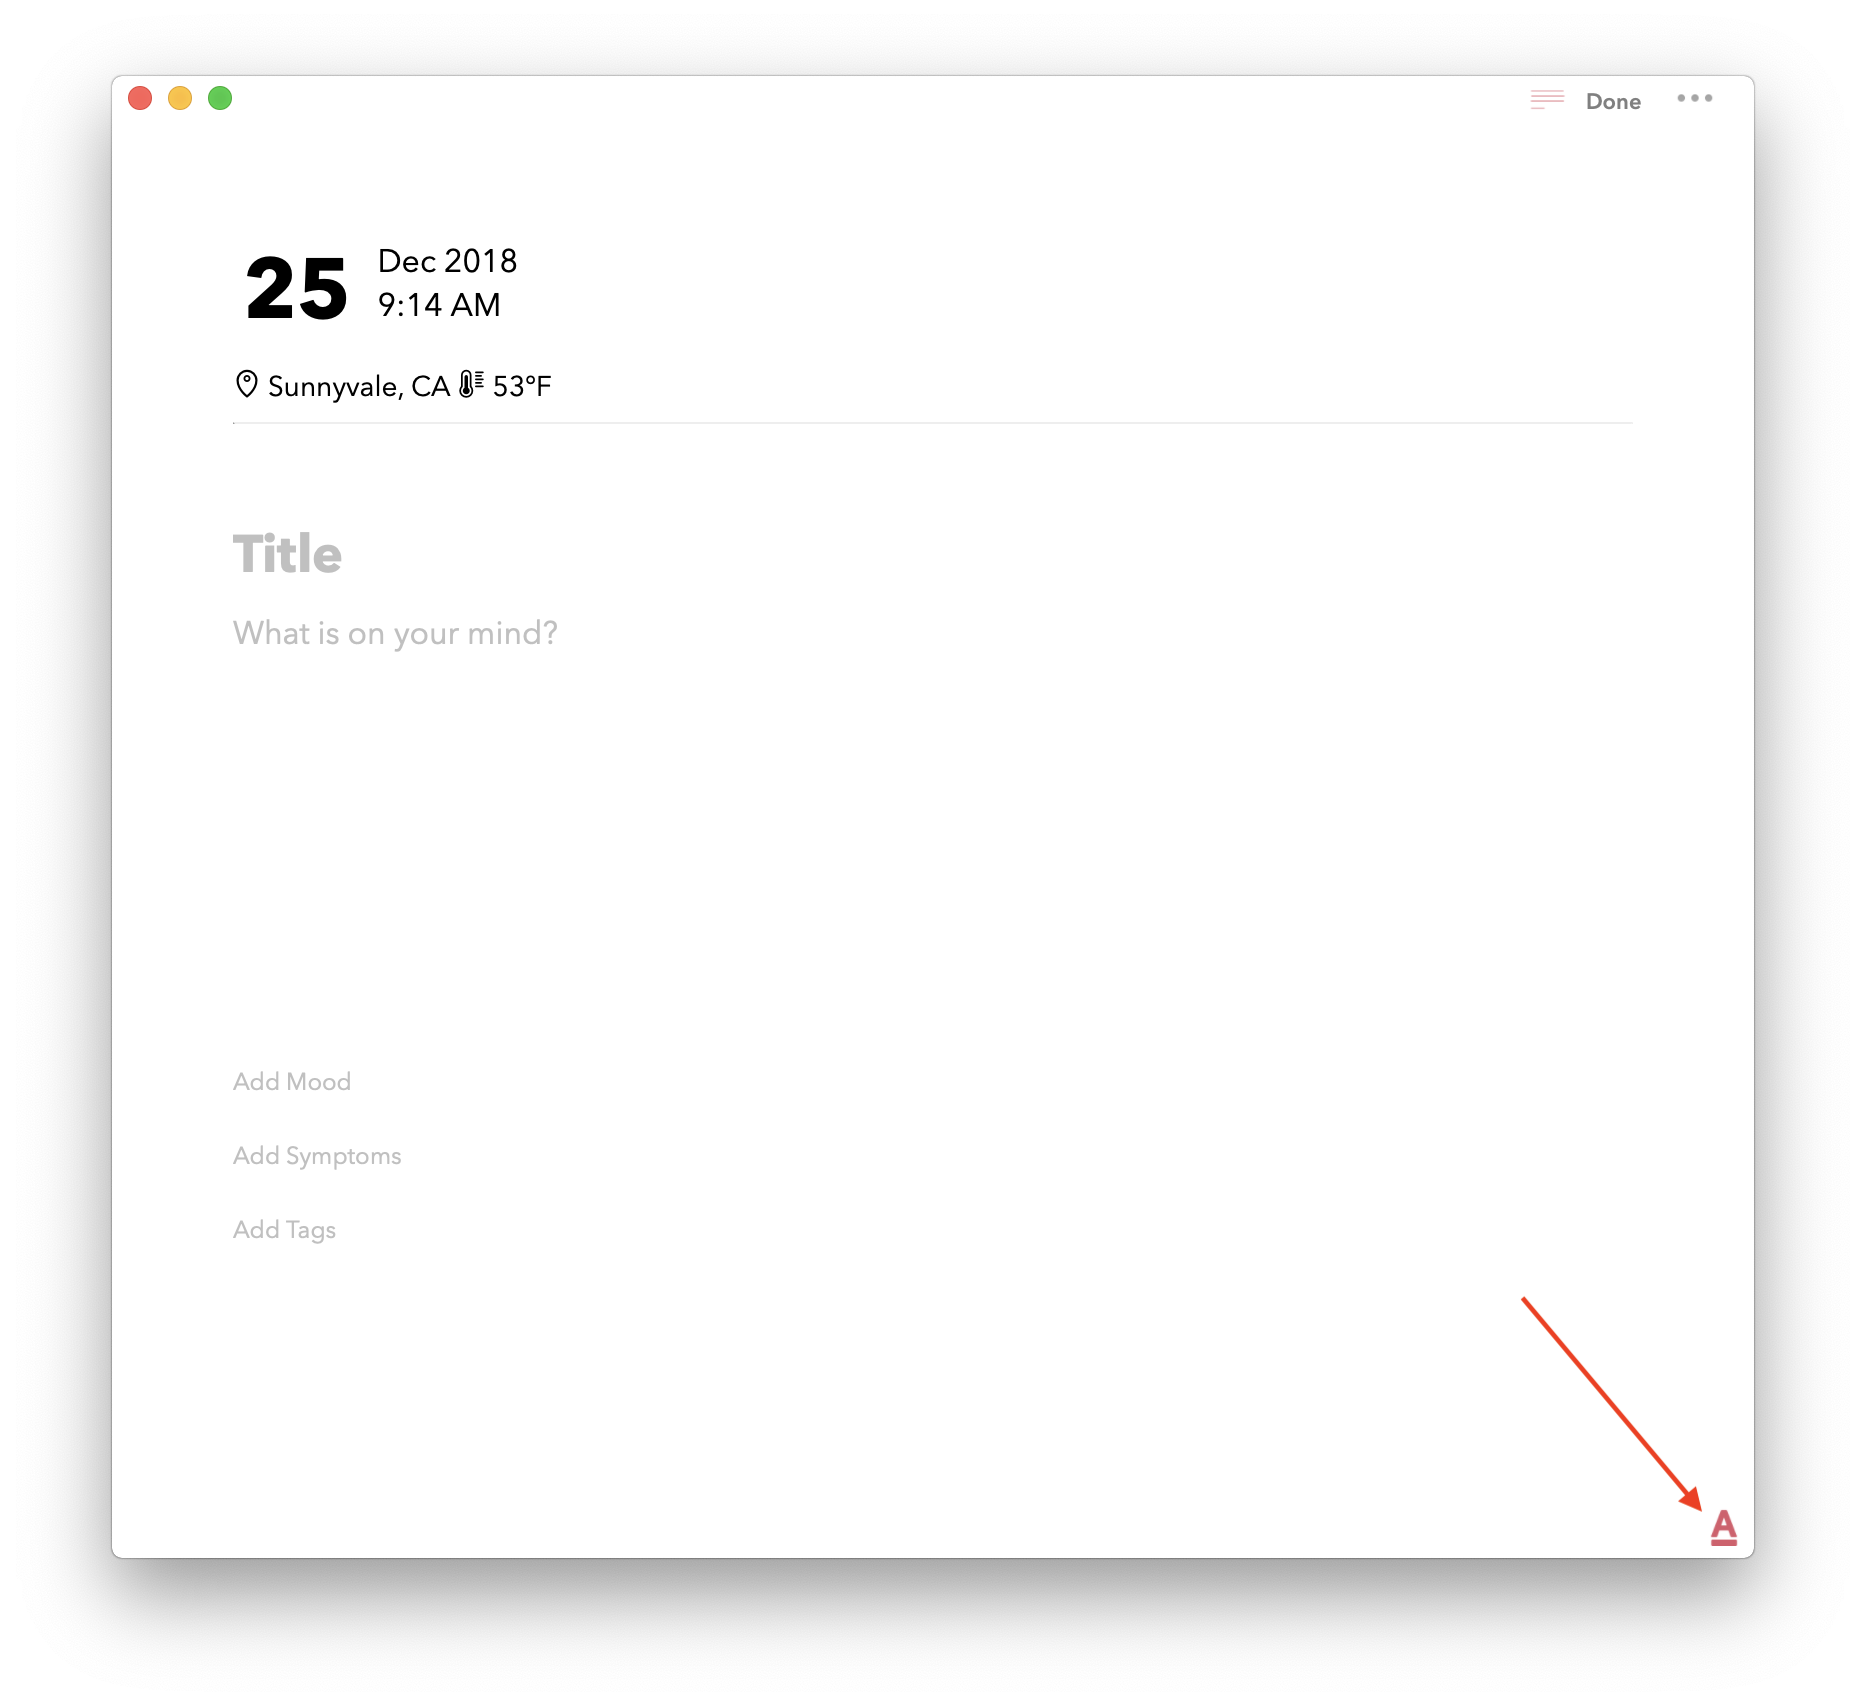 Done
25
Dec 2018
9:14 AM
Sunnyvale, CA 53°F
Title
What is on your mind?
Add Mood
Add Symptoms
Add Tags
A